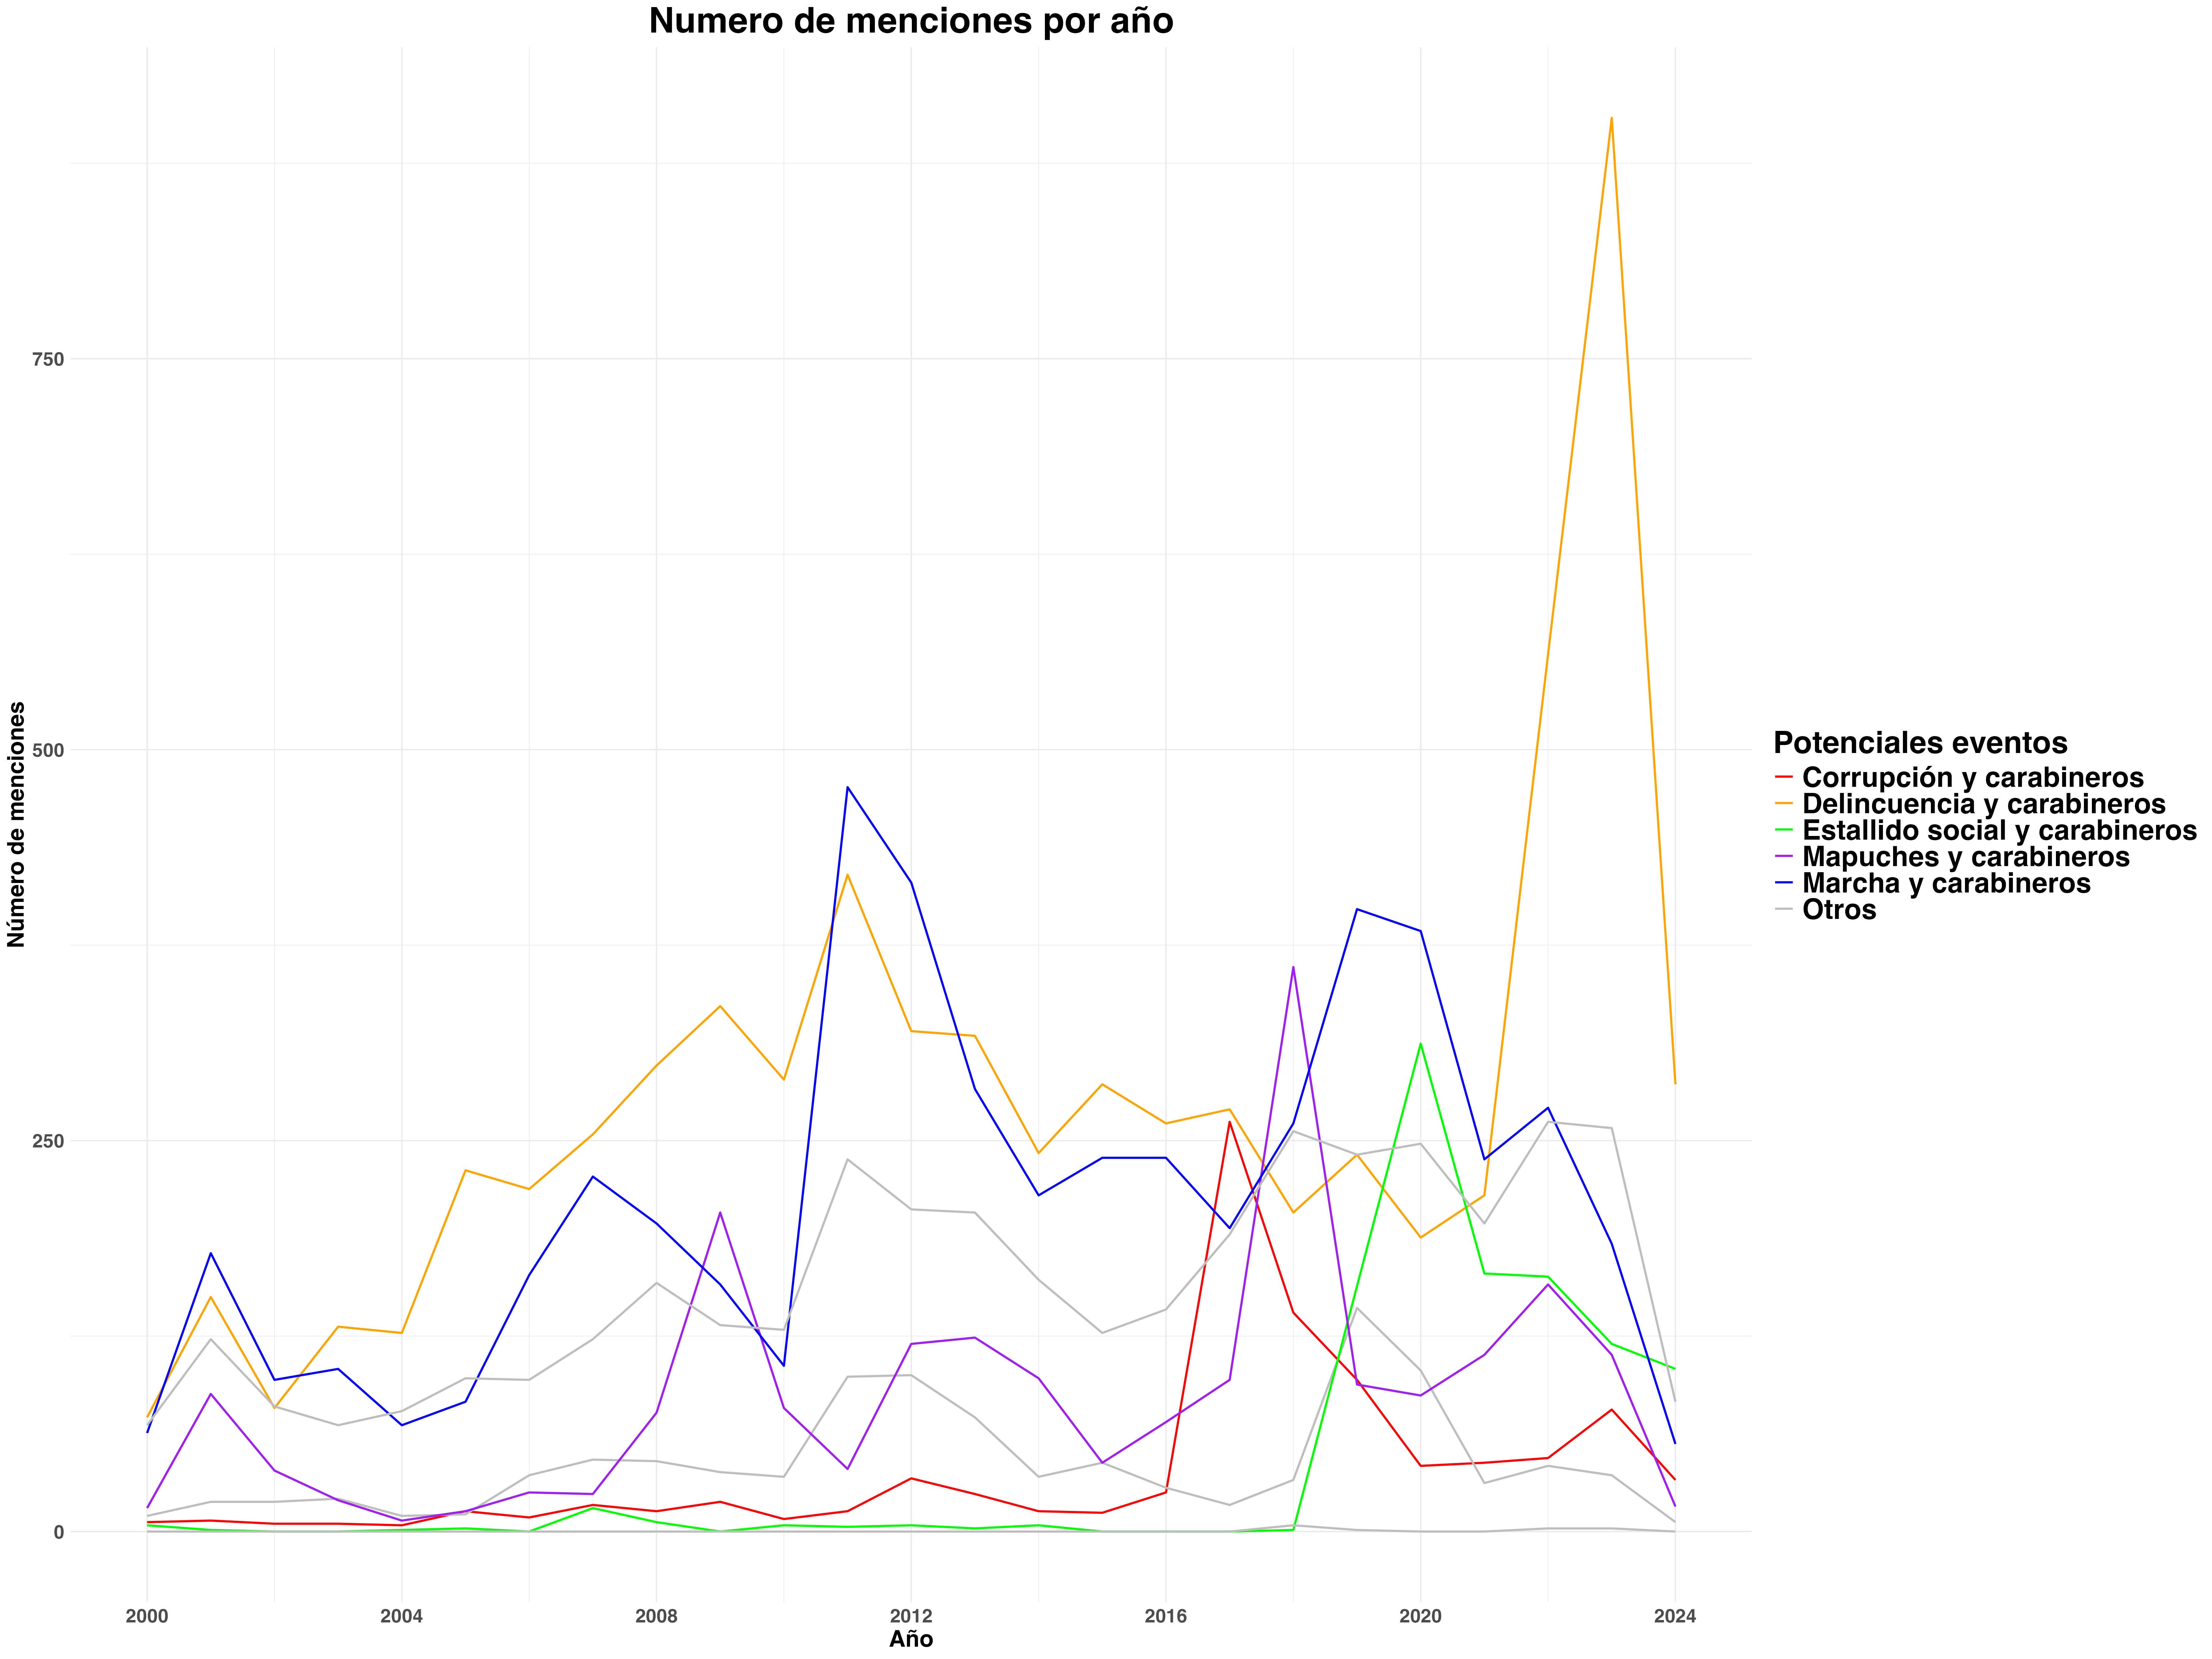 Numero de menciones por año
Número de menciones
750
500
250
0
2000 2004 2008 2012 2016 2020 2024
Año
Potenciales eventos
Corrupción y carabineros
Delincuencia y carabineros
Estallido social y carabineros
Mapuches y carabineros
Marcha y carabineros
Otros